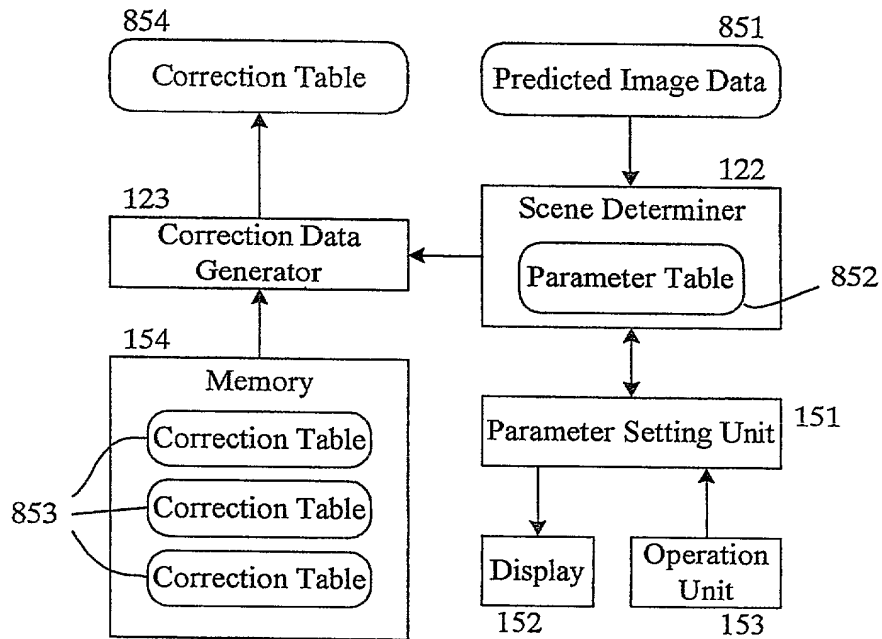 854
Correction Table
851
Predicted Image Data
122
Scene Determiner
Parameter Table
852
123
Correction Data
Generator
154
Memory
Correction Table
Correction Table
Correction Table
853
Parameter Setting Unit
151
Display
152
Operation
Unit
153